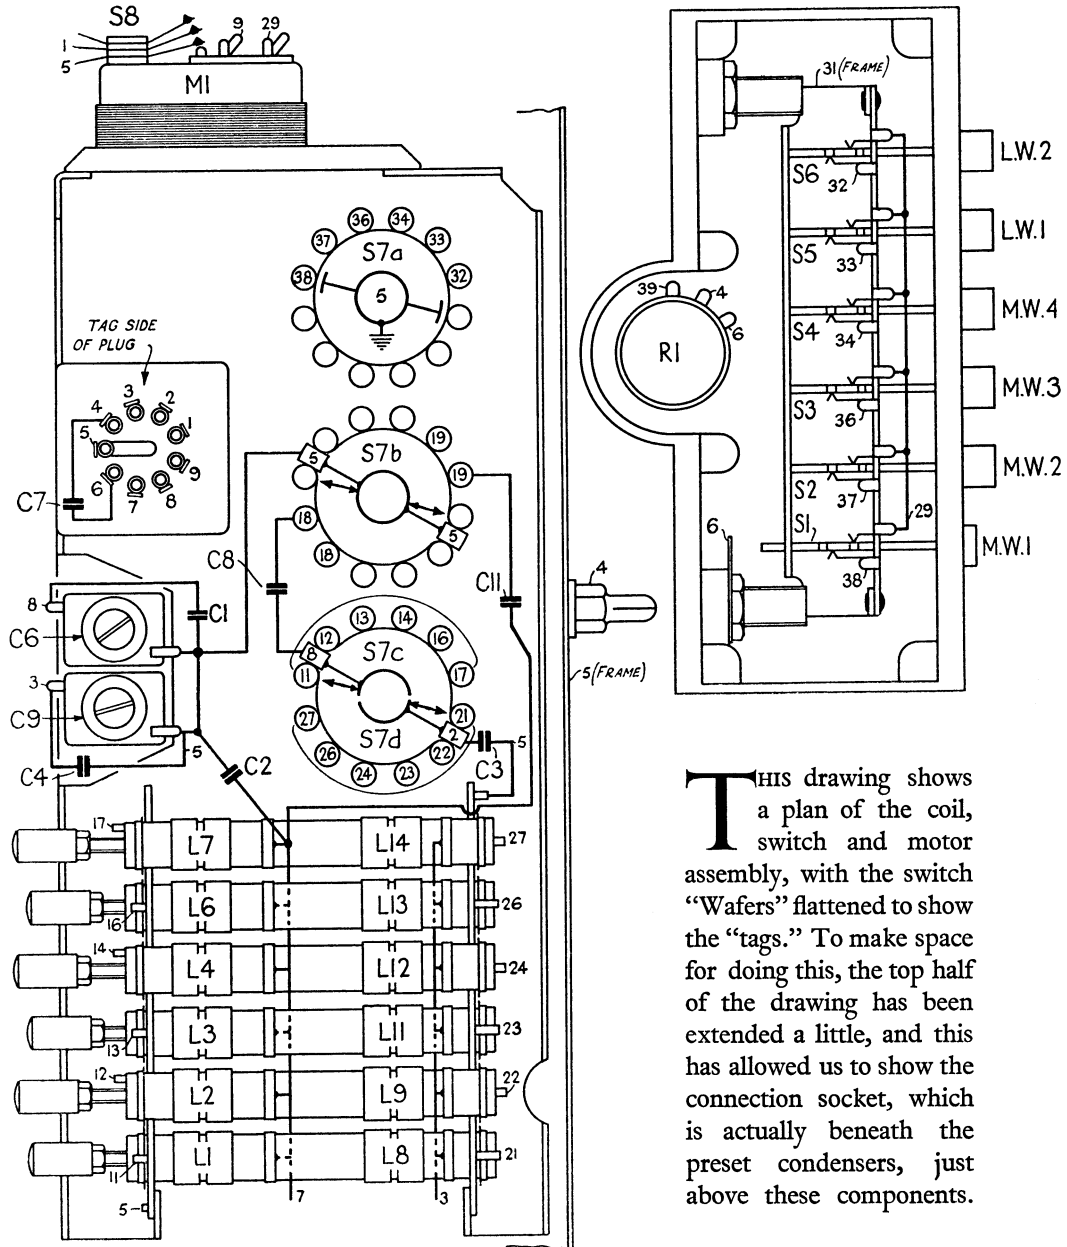 S8
1
5
9
29
M1
31 (FRAME)
L.W.2
S6
32
L.W.1
S5
33
M.W.4
S4
34
M.W.3
S3
36
M.W.2
S2
37
S1
29
M.W.1
38
39
4
6
R1
6
36
34
37
S7a
33
38
5
32
TAG SIDE
OF PLUG
3
2
4
1
5
9
6
7
8
C7
19
S7b
5
19
18
5
18
C8
C11
4
5 (FRAME)
8
C1
C6
3
C9
C4
5
C2
13
14
12
16
8
S7c
11
17
27
S7d
21
2
26
22
24
23
C3
5
17
L7
L14
27
16
L6
L13
26
14
L4
L12
24
13
L3
L11
23
12
L2
L9
22
11
L1
L8
21
5
7
3
THIS drawing shows
a plan of the coil,
switch and motor
assembly, with the switch
“Wafers” flattened to show
the “tags.” To make space
for doing this, the top half
of the drawing has been
extended a little, and this
has allowed us to show the
connection socket, which
is actually beneath the
preset condensers, just
above these components.